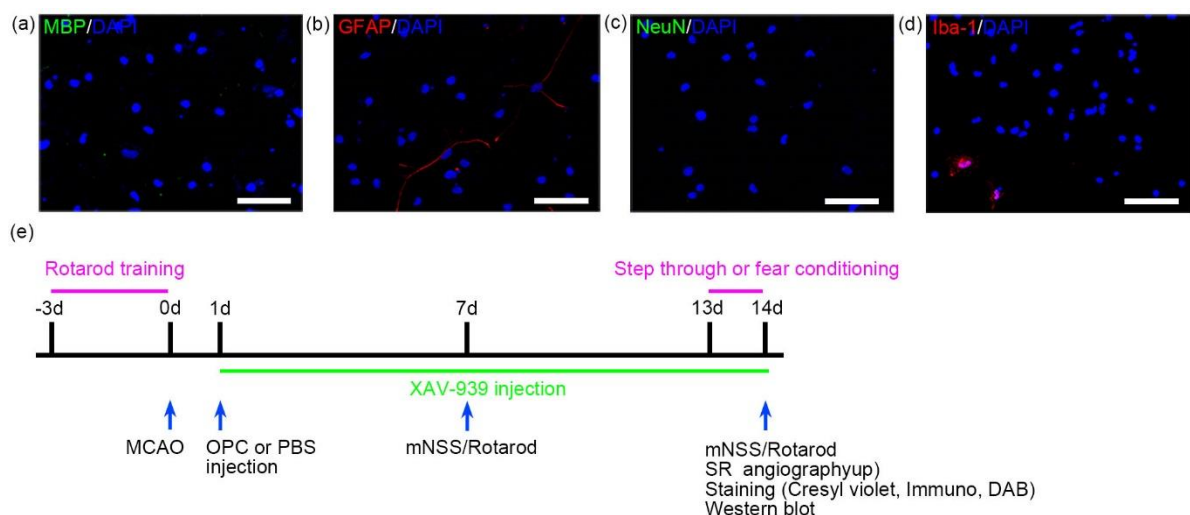 (a) MBP/DAPI
(b) GFAP/DAPI
(c) NeuN/DAPI
(d) Iba-1/DAPI
(e)
Rotarod training
Step through or fear conditioning
-3d 0d 1d 7d 13d 14d
XAV-939 injection
MCAO
OPC or PBS
injection
mNSS/Rotarod
mNSS/Rotarod
SR angiographyup)
Staining (Cresyl violet, Immuno, DAB)
Western blot